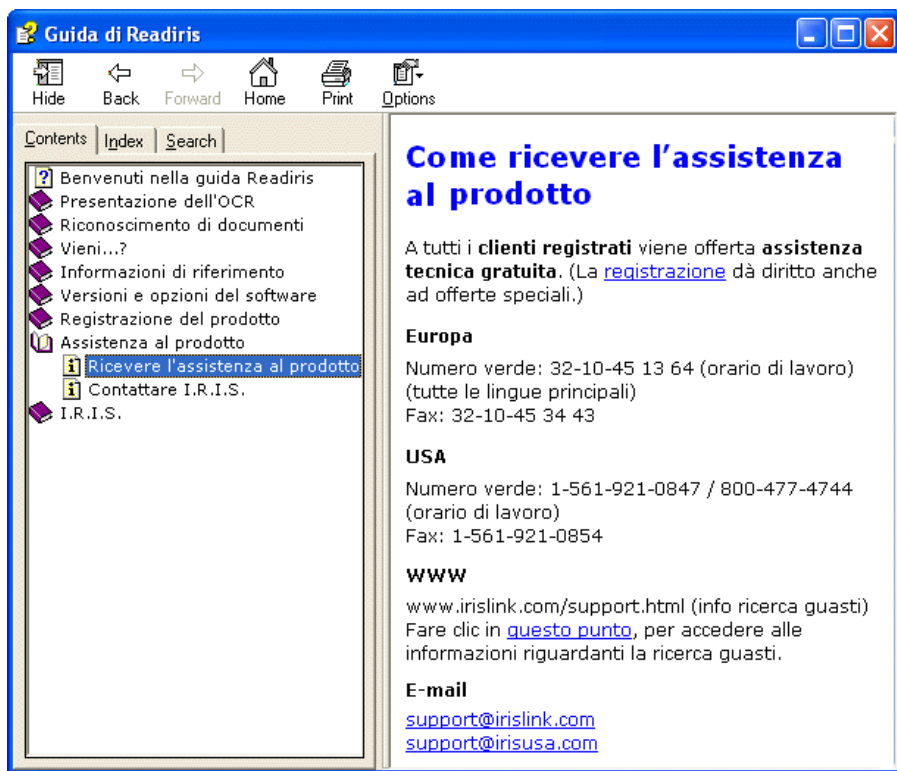 Guida di Readiris
Hide Back Forward Home Print Options
Contents Index Search
Benvenuti nella guida Readiris
Presentazione dell'OCR
Riconoscimento di documenti
Vieni...?
Informazioni di riferimento
Versioni e opzioni del software
Registrazione del prodotto
Assistenza al prodotto
Ricevere l'assistenza al prodotto
Contattare I.R.I.S.
I.R.I.S.
Come ricevere l'assistenza
al prodotto
A tutti i clienti registrati viene offerta assistenza
tecnica gratuita. (La registrazione dà diritto anche
ad offerte speciali.)
Europa
Numero verde: 32-10-45 13 64 (orario di lavoro)
(tutte le lingue principali)
Fax: 32-10-45 34 43
USA
Numero verde: 1-561-921-0847 / 800-477-4744
(orario di lavoro)
Fax: 1-561-921-0854
WWW
www.irislink.com/support.html (info ricerca guasti)
Fare clic in questo punto, per accedere alle
informazioni riguardanti la ricerca guasti.
E-mail
support@irislink.com
support@irisusa.com